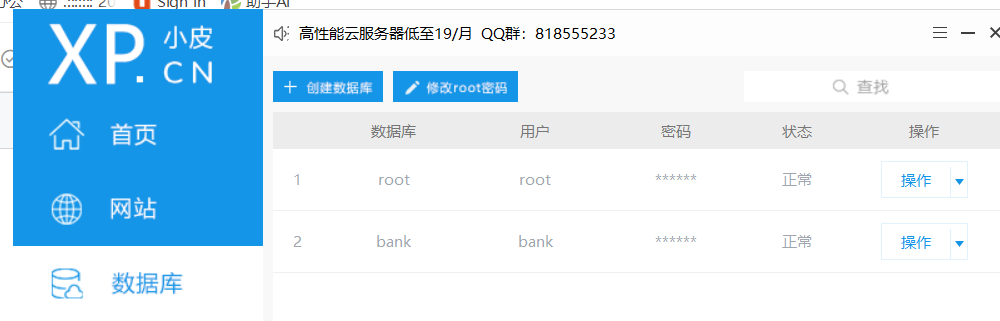 Sign In
助手AI
XP.CN 小皮
高性能云服务器低至19/月 QQ群：818555233
创建数据库
修改root密码
查找
首页
网站
数据库
数据库 用户 密码 状态 操作
1 root root ****** 正常 操作
2 bank bank ****** 正常 操作